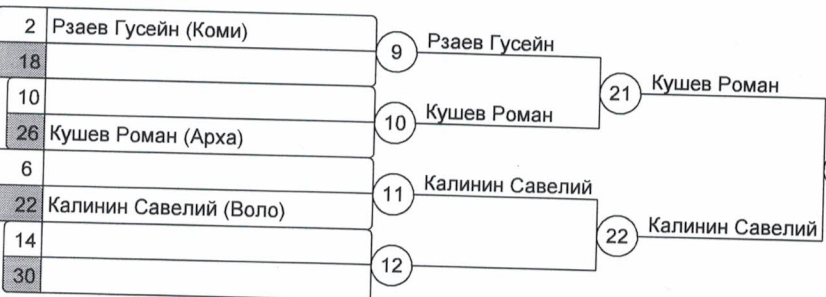 2 Рзаев Гусейн (Коми)
18
10
26 Кушев Роман (Арха)
6
22 Калинин Савелий (Воло)
14
30
9 Рзаев Гусейн
10 Кушев Роман
11 Калинин Савелий
12
21 Кушев Роман
22 Калинин Савелий